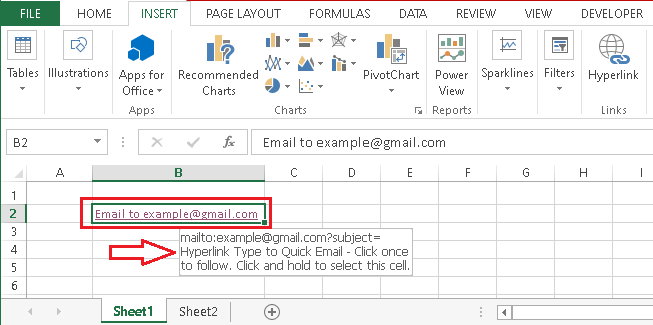 FILE HOME INSERT PAGE LAYOUT FORMULAS DATA REVIEW VIEW DEVELOPER
Tables Illustrations Apps for Office Recommended Charts PivotChart Power View Sparklines Filters Hyperlink
Apps Charts Reports Links
B2 fx Email to example@gmail.com
A B C D E F G H I
1
2 Email to example@gmail.com
3 mailto:example@gmail.com?subject=
4 Hyperlink Type to Quick Email - Click once
5 to follow. Click and hold to select this cell.
6
Sheet1 Sheet2